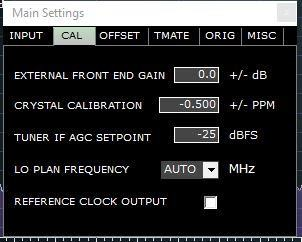 Main Settings
INPUT CAL OFFSET TMATE ORIG MISC
EXTERNAL FRONT END GAIN 0.0 +/- dB
CRYSTAL CALIBRATION -0.500 +/- PPM
TUNER IF AGC SETPOINT -25 dBFS
LO PLAN FREQUENCY AUTO MHz
REFERENCE CLOCK OUTPUT